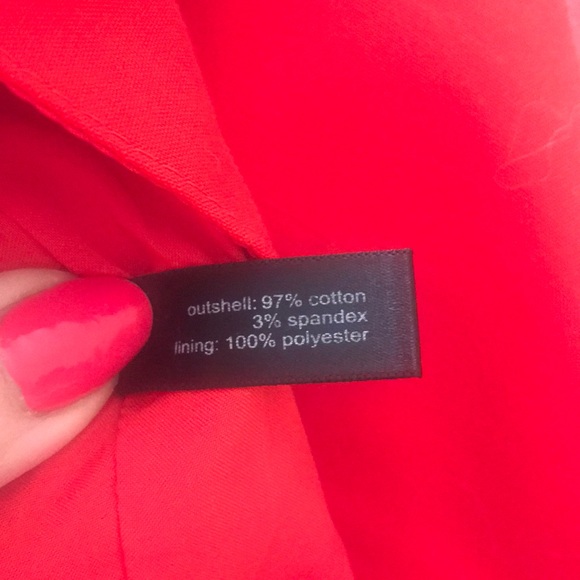 outshell: 97% cotton
3% spandex
lining: 100% polyester